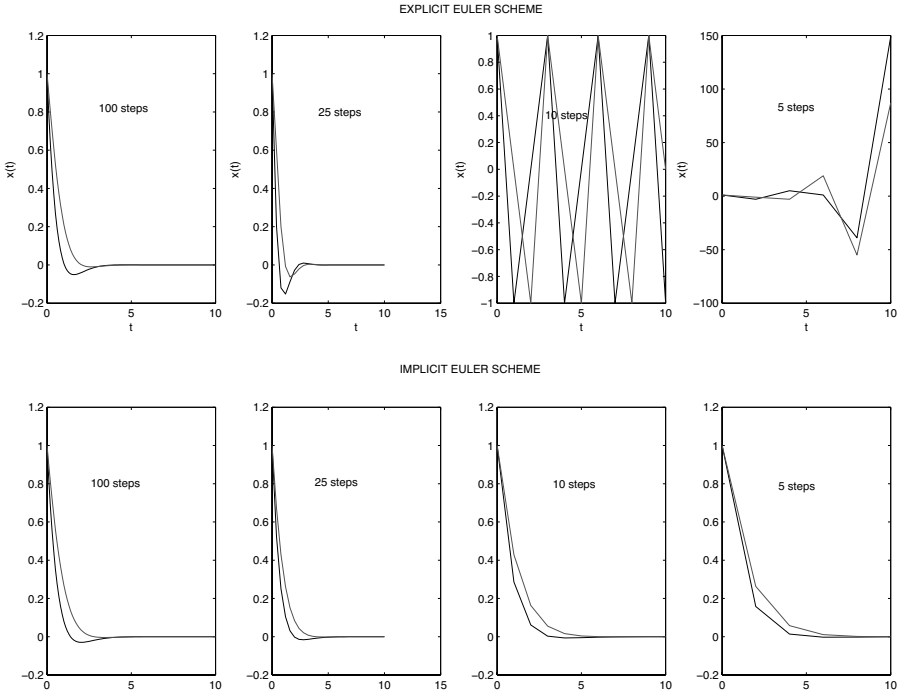 EXPLICIT EULER SCHEME
1.2 1.2 1 150
1 1 0.8 100
0.8 100 steps 0.8 25 steps 0.6 5 steps
0.6 0.6 0.4 10 steps 50
x(t) x(t) x(t) x(t)
0.4 0.4 0.2 0
0.2 0.2 0 -50
0 0 −0.2 −100
−0.2 −0.2 −0.4
−0.6
−0.8
−1
0 5 10 0 5 10 15 0 5 10 0 5 10
t t t t
IMPLICIT EULER SCHEME
1.2 1.2 1.2 1.2
1 1 1 1
100 steps 25 steps 10 steps 5 steps
0.8 0.8 0.8 0.8
0.6 0.6 0.6 0.6
0.4 0.4 0.4 0.4
0.2 0.2 0.2 0.2
0 0 0 0
−0.2 −0.2 −0.2 −0.2
0 5 10 0 5 10 15 0 5 10 0 5 10